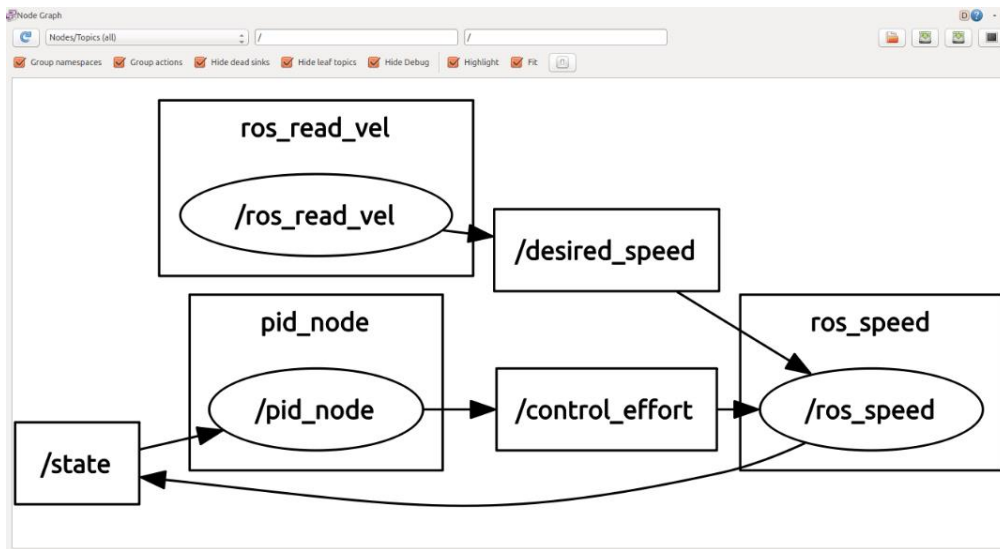 Node Graph
D
Nodes/Topics (all)
/
/
Group namespaces
Group actions
Hide dead sinks
Hide leaf topics
Hide Debug
Highlight
Fit
ros_read_vel
/ros_read_vel
/desired_speed
pid_node
ros_speed
/pid_node
/control_effort
/ros_speed
/state